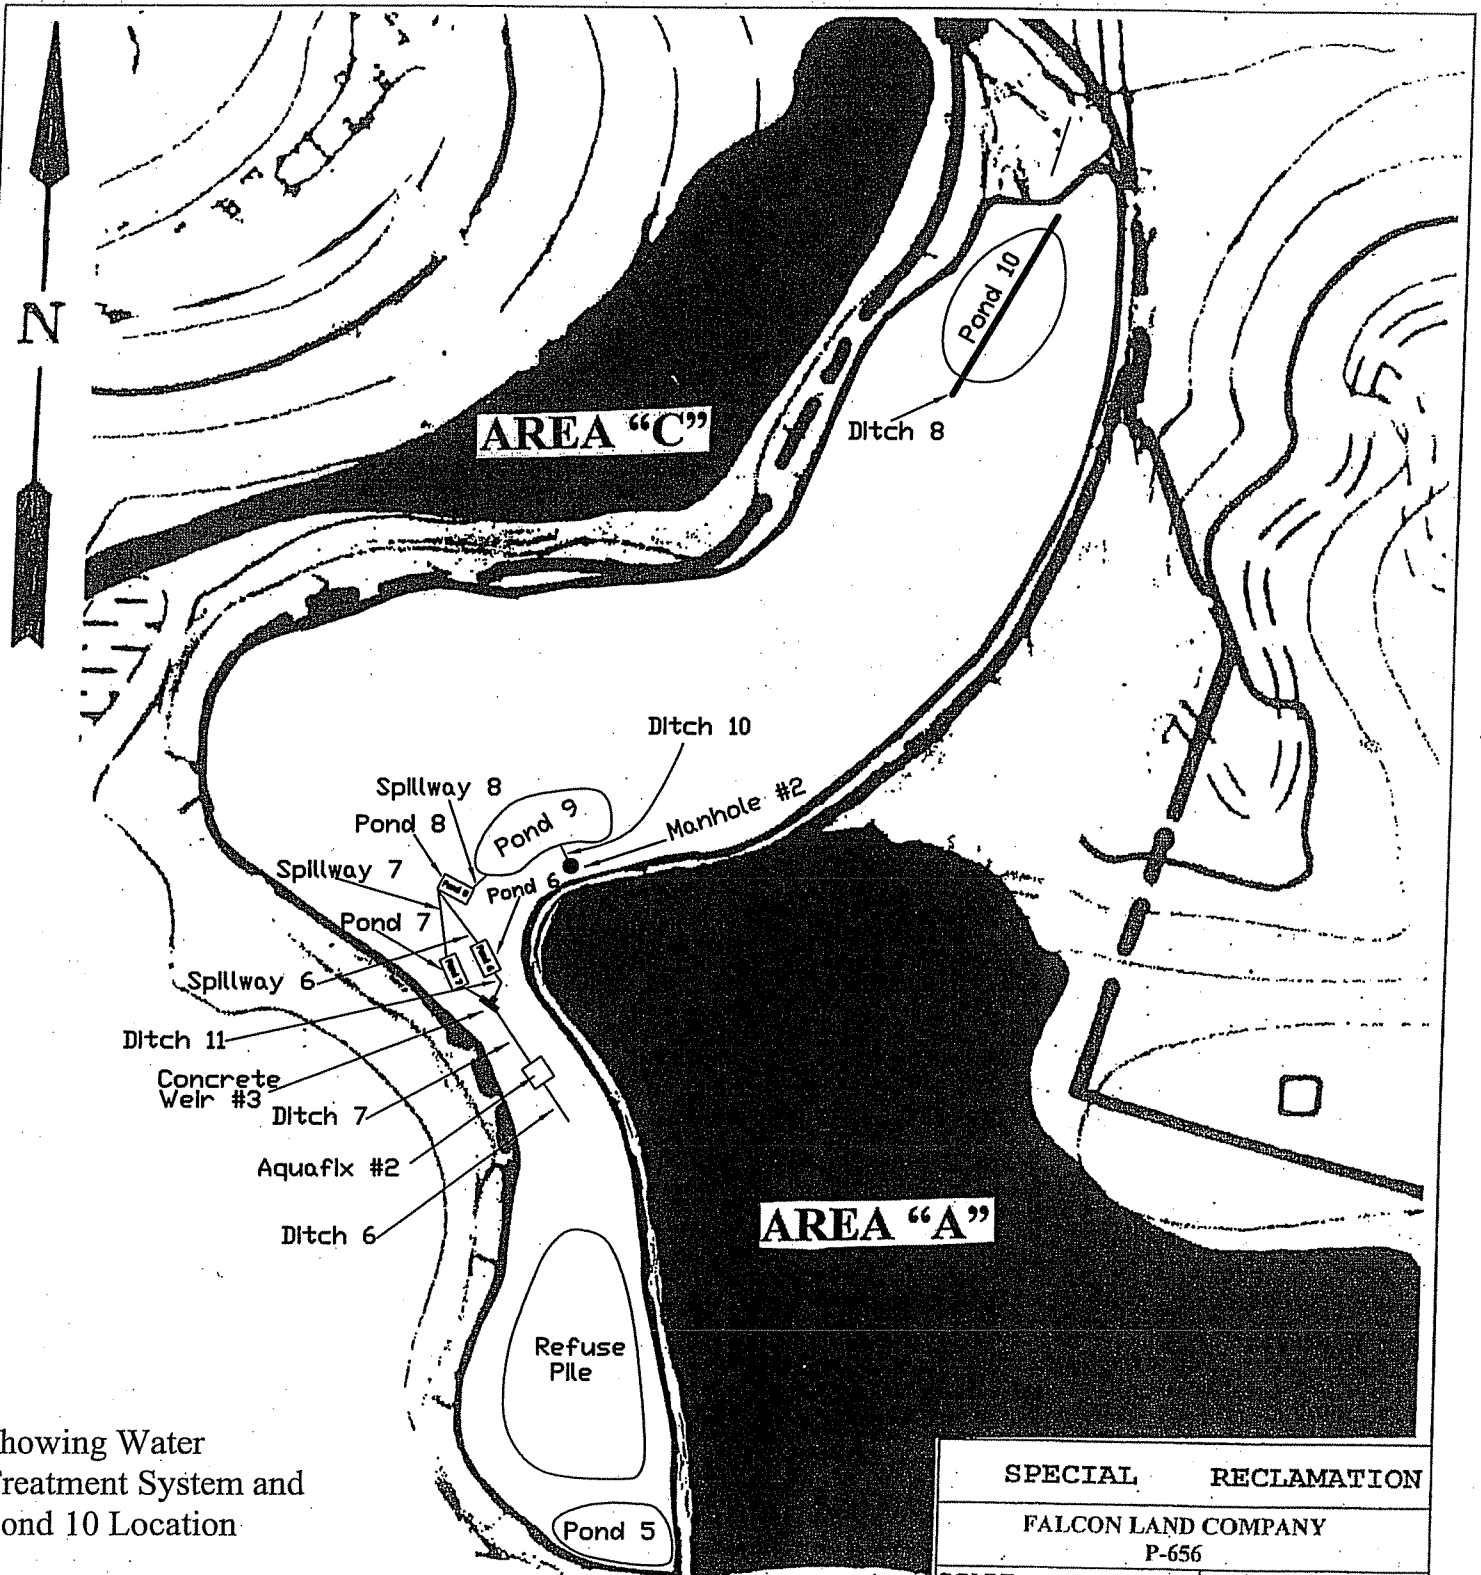 N
AREA “C”
Pond 10
Ditch 8
Ditch 10
Spillway 8
Pond 8
Pond 9
Manhole #2
Spillway 7
Pond 6
Pond 7
Spillway 6
Ditch 11
Concrete
Weir #3
Ditch 7
Aquafix #2
Ditch 6
AREA “A”
Refuse
Pile
Pond 5
howing Water
reatment System and
ond 10 Location
SPECIAL RECLAMATION
FALCON LAND COMPANY
P-656